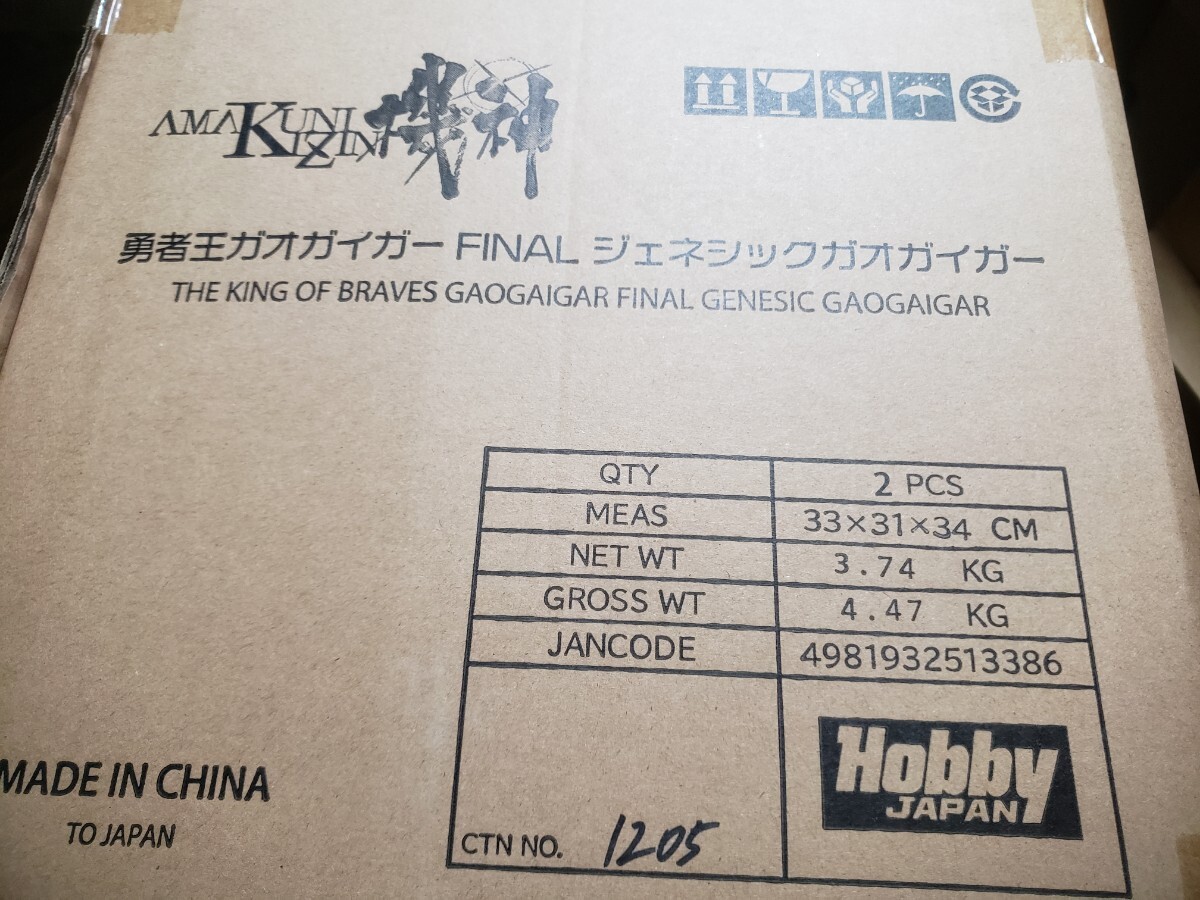 AMAKUNI KIZIN 機神
勇者王ガオガイガー FINAL ジェネシックガオガイガー
THE KING OF BRAVES GAOGAIGAR FINAL GENESIC GAOGAIGAR
QTY 2 PCS
MEAS 33×31×34 CM
NET WT 3.74 KG
GROSS WT 4.47 KG
JANCODE 4981932513386
Hobby
JAPAN
MADE IN CHINA
TO JAPAN
CTN NO. 1205